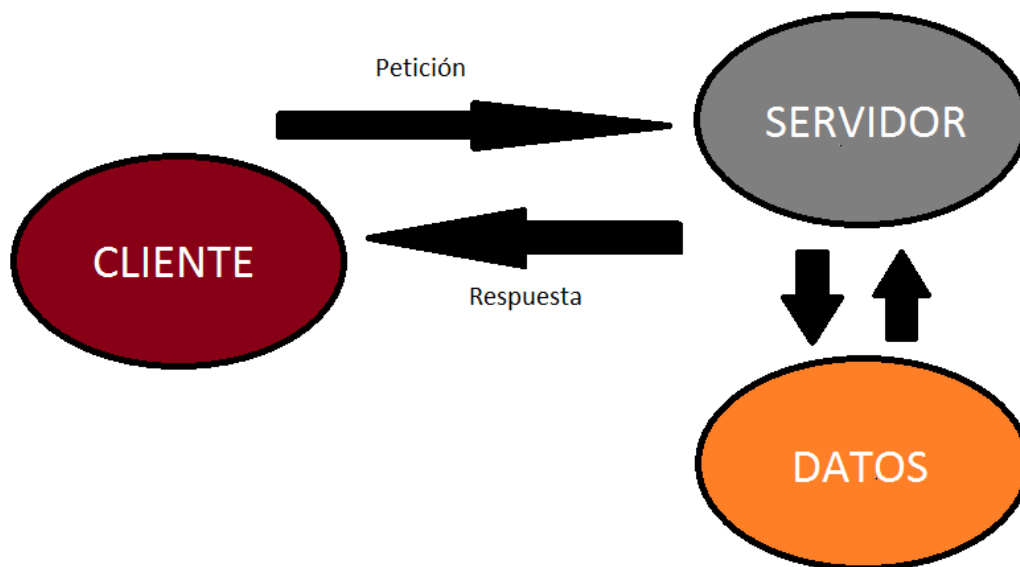 Petición
SERVIDOR
CLIENTE
Respuesta
DATOS